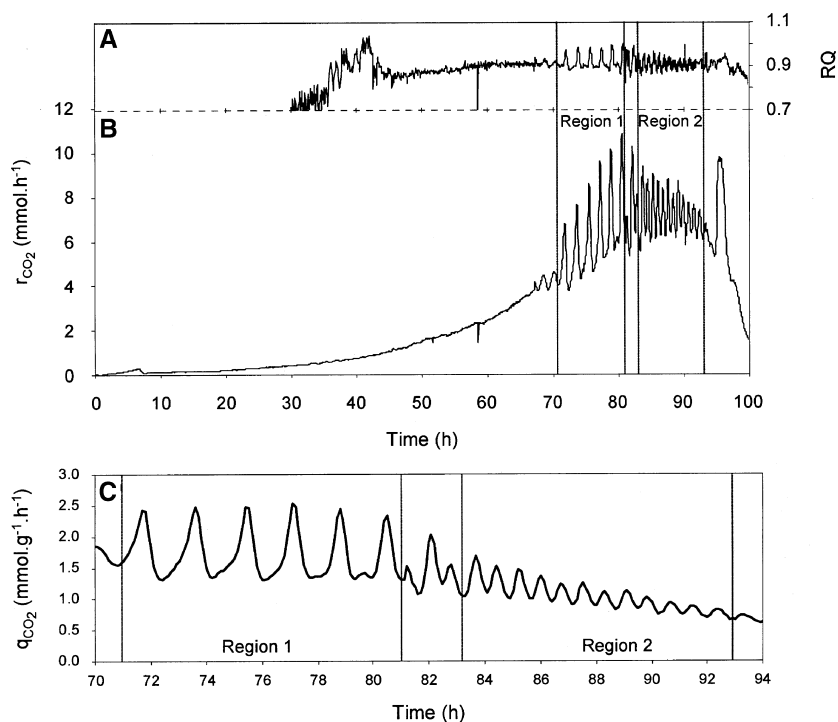 A
1.1
0.9
0.7
RQ
B
12
10
8
6
4
2
0
r_CO2 (mmol.h⁻¹)
Region 1
Region 2
0 10 20 30 40 50 60 70 80 90 100
Time (h)
C
3.0
2.5
2.0
1.5
1.0
0.5
0.0
q_CO2 (mmol.g⁻¹.h⁻¹)
Region 1
Region 2
70 72 74 76 78 80 82 84 86 88 90 92 94
Time (h)